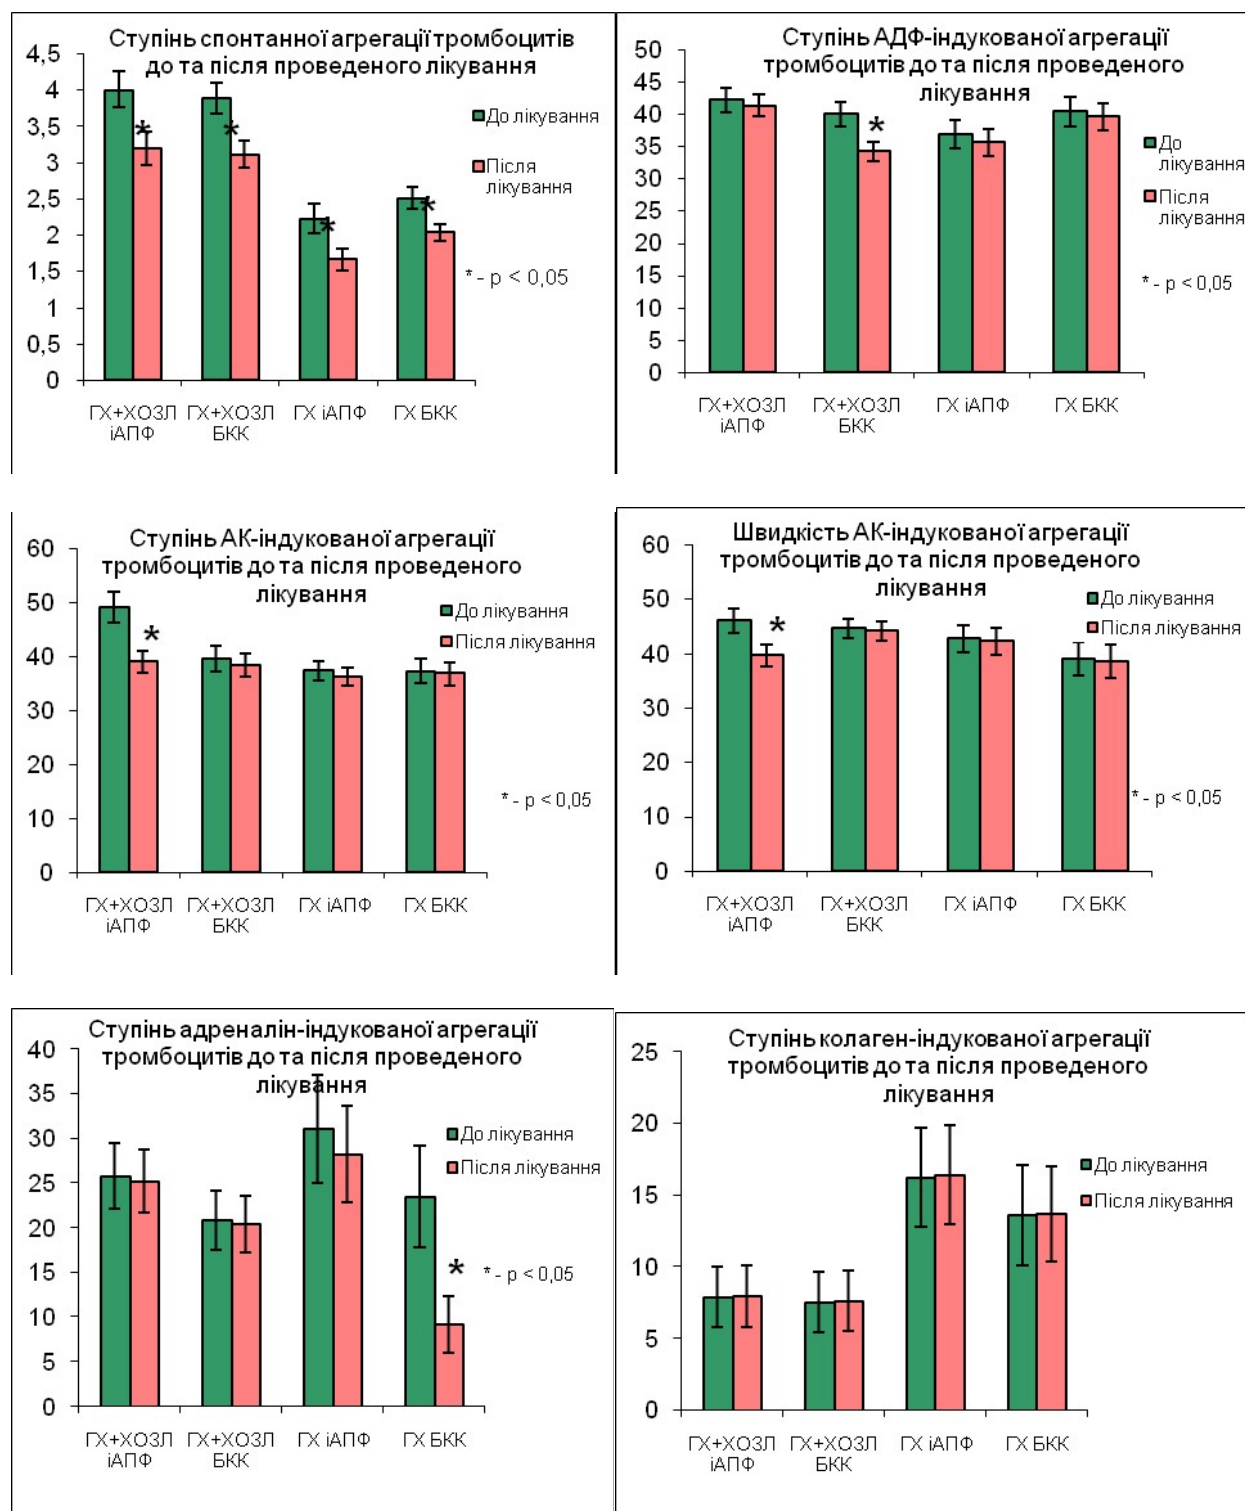 Ступінь спонтанної агрегації тромбоцитів
до та після проведеного лікування
4,5
4
3,5
3
2,5
2
1,5
1
0,5
0
До лікування
Після
лікування
*
*
*
*
* - p < 0,05
ГХ+ХОЗЛ
іАПФ
ГХ+ХОЗЛ
БКК
ГХ іАПФ
ГХ БКК
Ступінь АДФ-індукованої агрегації
тромбоцитів до та після проведеного
лікування
50
45
40
35
30
25
20
15
10
5
0
*
До
лікування
Після
лікування
* - p < 0,05
ГХ+ХОЗЛ
іАПФ
ГХ+ХОЗЛ
БКК
ГХ іАПФ
ГХ БКК
Ступінь АК-індукованої агрегації
тромбоцитів до та після проведеного
лікування
60
50
40
30
20
10
0
*
До лікування
Після лікування
* - p < 0,05
ГХ+ХОЗЛ
іАПФ
ГХ+ХОЗЛ
БКК
ГХ іАПФ
ГХ БКК
Швидкість АК-індукованої агрегації
тромбоцитів до та після проведеного
лікування
60
50
40
30
20
10
0
*
До лікування
Після лікування
* - p < 0,05
ГХ+ХОЗЛ
іАПФ
ГХ+ХОЗЛ
БКК
ГХ іАПФ
ГХ БКК
Ступінь адреналін-індукованої агрегації
тромбоцитів до та після проведеного
лікування
40
35
30
25
20
15
10
5
0
До лікування
Після лікування
*
* - p < 0,05
ГХ+ХОЗЛ
іАПФ
ГХ+ХОЗЛ
БКК
ГХ іАПФ
ГХ БКК
Ступінь колаген-індукованої агрегації
тромбоцитів до та після проведеного
лікування
25
20
15
10
5
0
До лікування
Після лікування
ГХ+ХОЗЛ
іАПФ
ГХ+ХОЗЛ
БКК
ГХ іАПФ
ГХ БКК